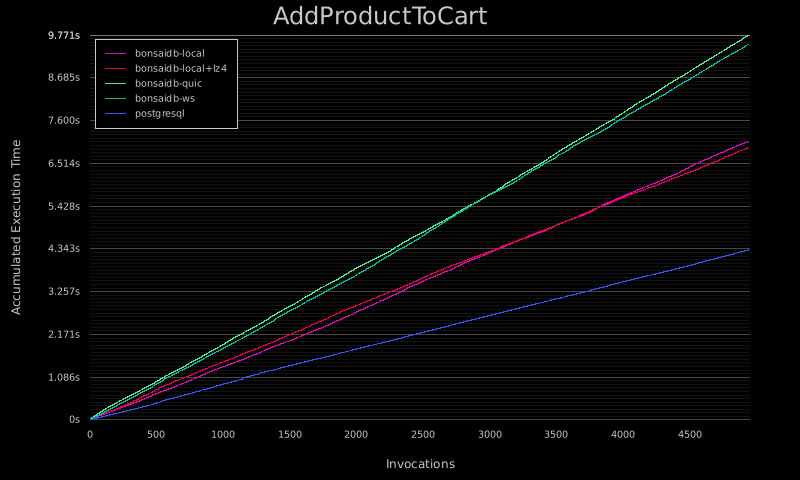 AddProductToCart
9.771s
8.685s
7.600s
6.514s
5.428s
4.343s
3.257s
2.171s
1.086s
0s
Accumulated Execution Time
bonsaidb-local
bonsaidb-local+lz4
bonsaidb-quic
bonsaidb-ws
postgresql
0 500 1000 1500 2000 2500 3000 3500 4000 4500
Invocations